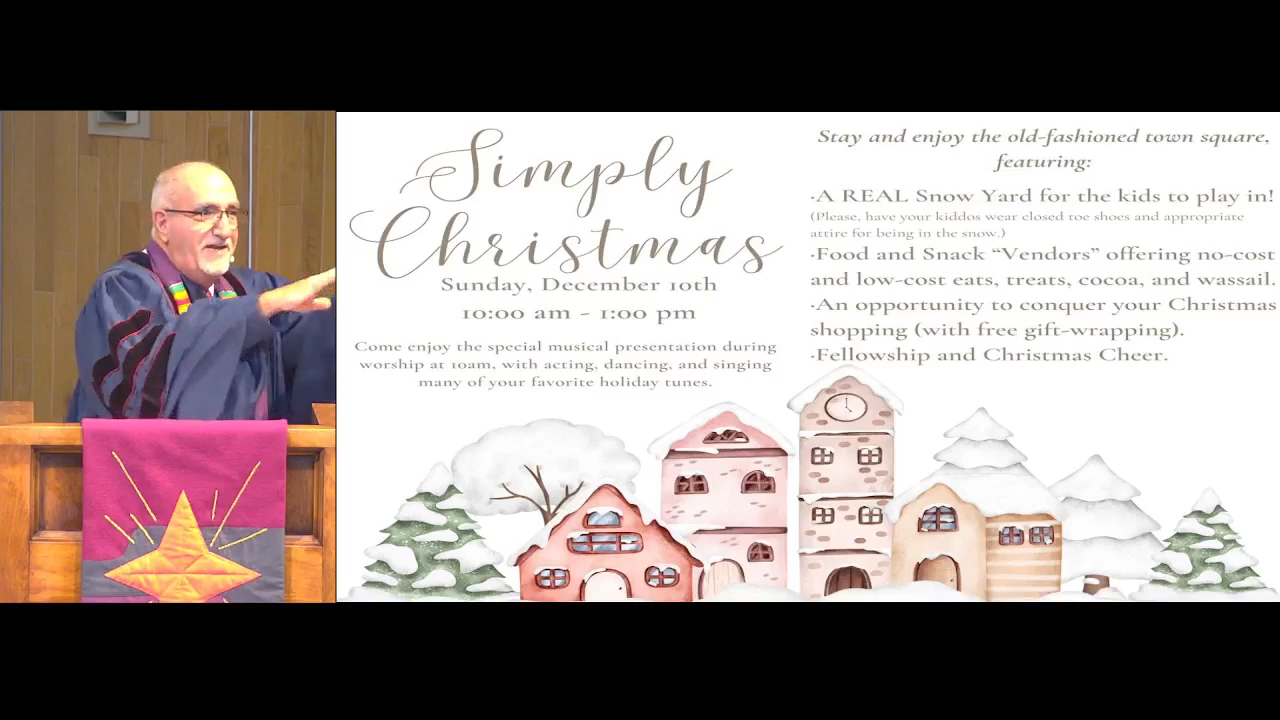 Simply
Christmas
Sunday, December 10th
10:00 am - 1:00 pm
Come enjoy the special musical presentation during
worship at 10am, with acting, dancing, and singing
many of your favorite holiday tunes.
Stay and enjoy the old-fashioned town square,
featuring:
·A REAL Snow Yard for the kids to play in!
(Please, have your kiddos wear closed toe shoes and appropriate
attire for being in the snow.)
·Food and Snack “Vendors” offering no-cost
and low-cost eats, treats, cocoa, and wassail.
·An opportunity to conquer your Christmas
shopping (with free gift-wrapping).
·Fellowship and Christmas Cheer.